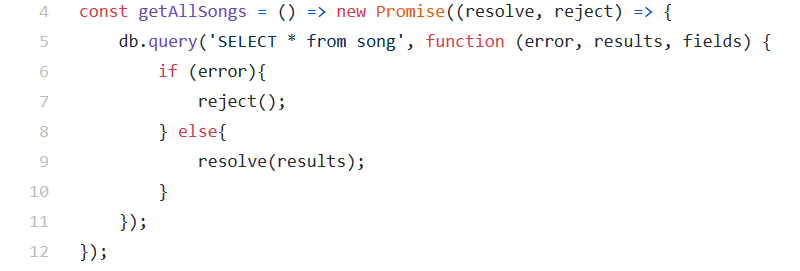 4 const getAllSongs = () => new Promise((resolve, reject) => {
5     db.query('SELECT * from song', function (error, results, fields) {
6         if (error){
7             reject();
8         } else{
9             resolve(results);
10         }
11     });
12 });